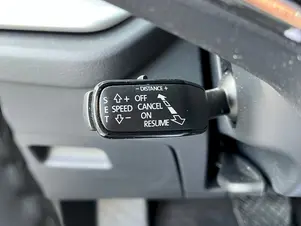 - DISTANCE +
S E T
+ OFF
SPEED CANCEL
ON
- RESUME